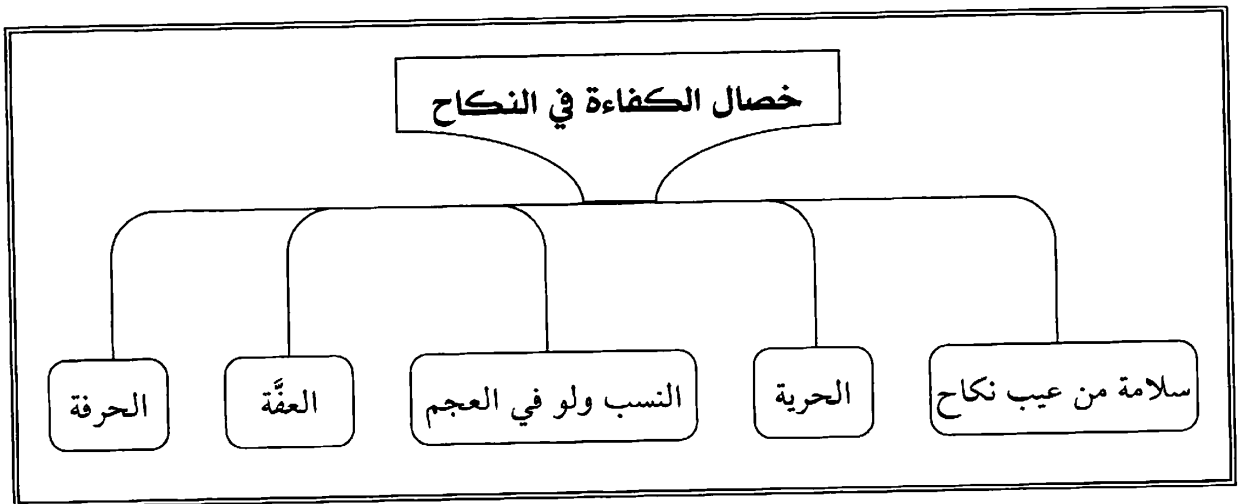 خصال الكفاءة في النكاح
سلامة من عيب نكاح
الحرية
النسب ولو في العجم
العفَّة
الحرفة